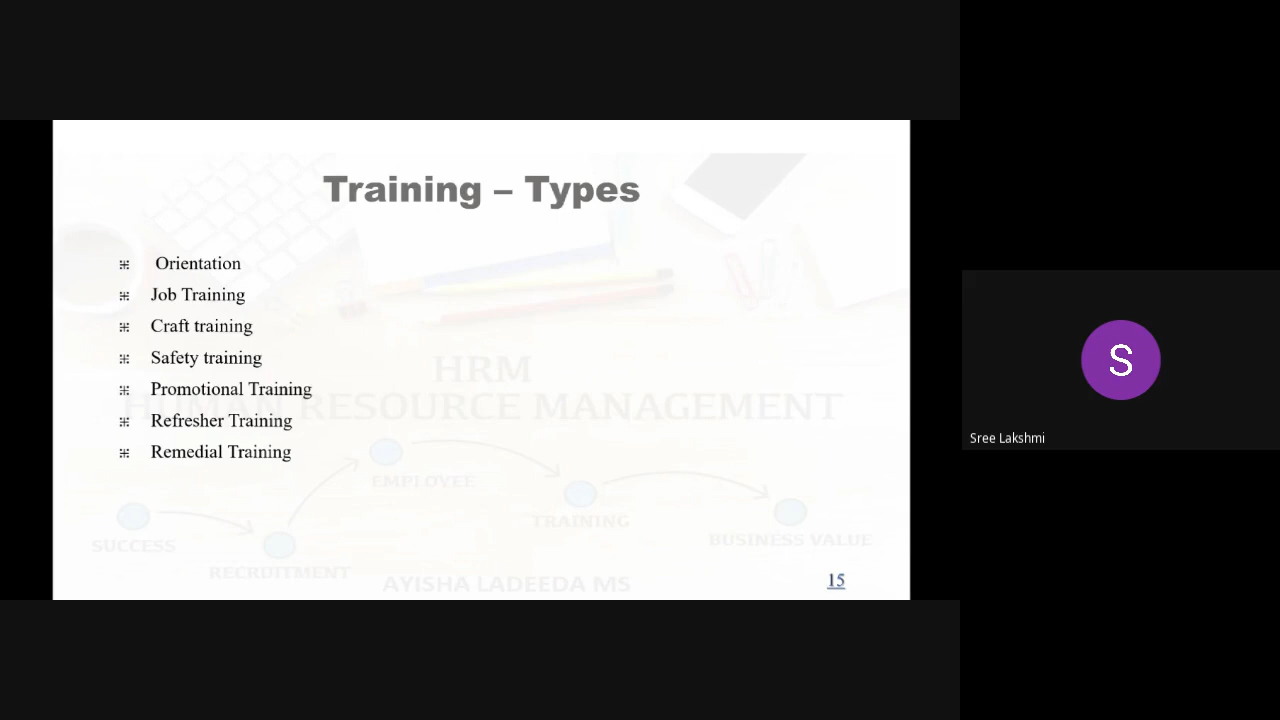 Training – Types
Orientation
Job Training
Craft training
Safety training
Promotional Training
Refresher Training
Remedial Training
HRM
HUMAN RESOURCE MANAGEMENT
EMPLOYEE
TRAINING
SUCCESS
BUSINESS VALUE
RECRUITMENT
AYISHA LADEEDA MS
15
S
Sree Lakshmi